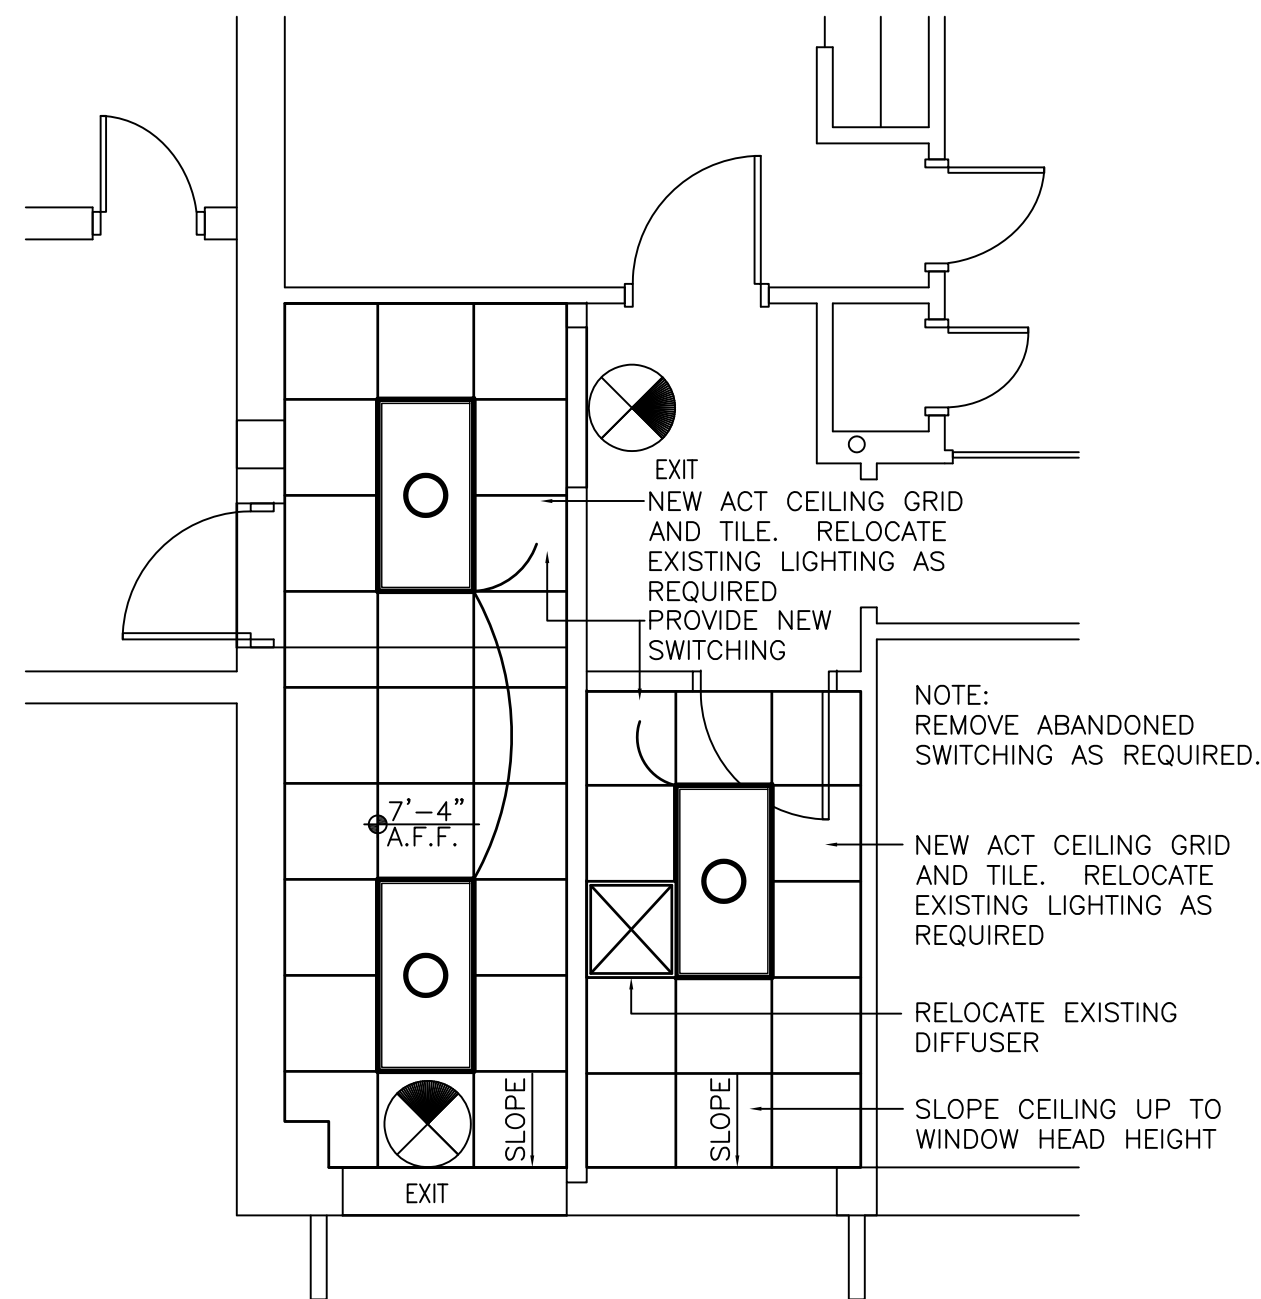 EXIT
NEW ACT CEILING GRID
AND TILE. RELOCATE
EXISTING LIGHTING AS
REQUIRED
PROVIDE NEW
SWITCHING
NOTE:
REMOVE ABANDONED
SWITCHING AS REQUIRED.
7'-4"
A.F.F.
NEW ACT CEILING GRID
AND TILE. RELOCATE
EXISTING LIGHTING AS
REQUIRED
RELOCATE EXISTING
DIFFUSER
SLOPE
SLOPE
SLOPE CEILING UP TO
WINDOW HEAD HEIGHT
EXIT